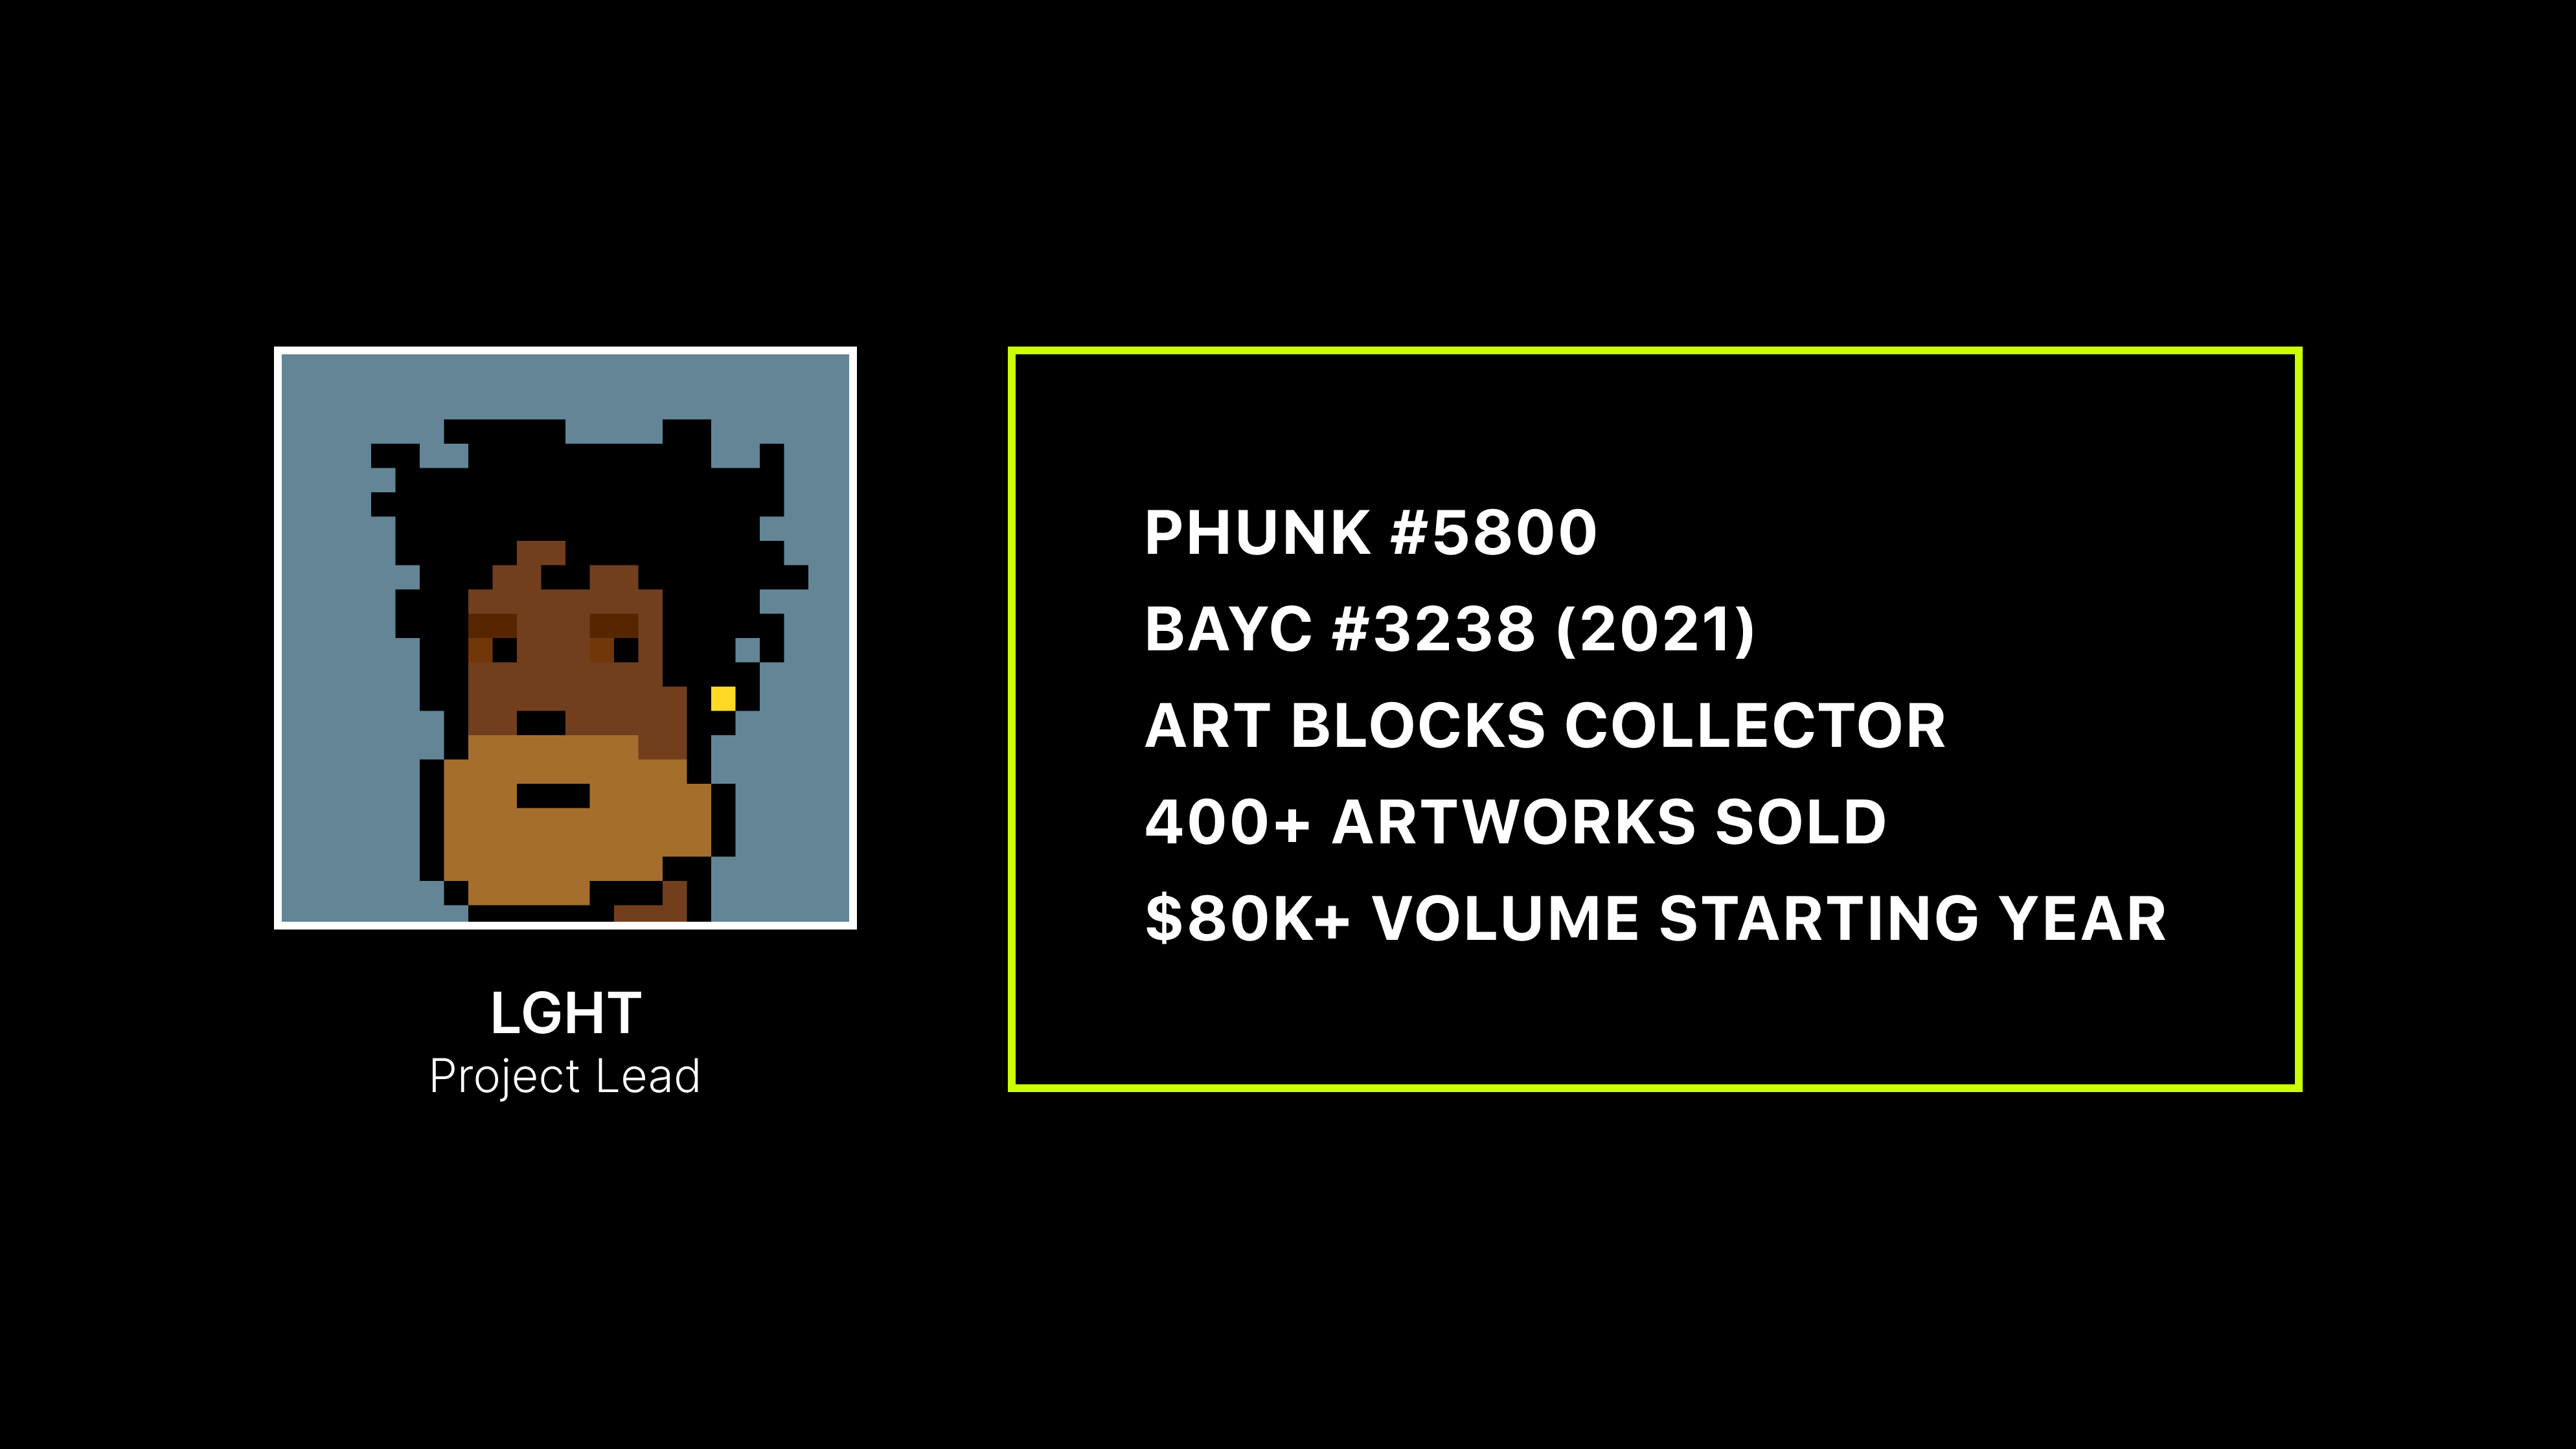 LGHT
Project Lead
PHUNK #5800
BAYC #3238 (2021)
ART BLOCKS COLLECTOR
400+ ARTWORKS SOLD
$80K+ VOLUME STARTING YEAR